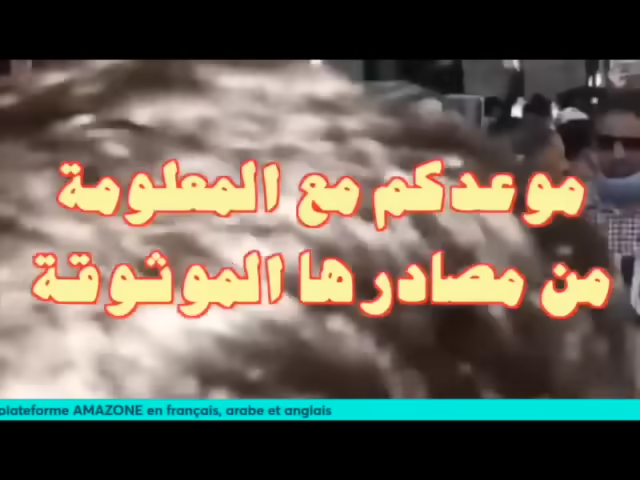 موعدكم مع المعلومة
من مصادرها الموثوقة
plateforme AMAZONE en français, arabe et anglais